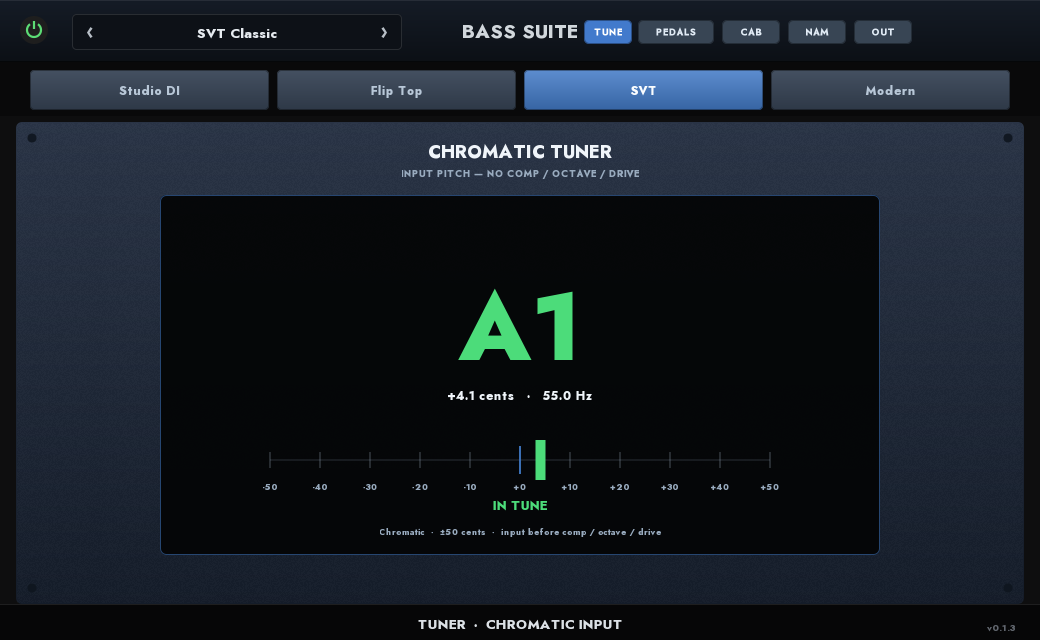 ‹ SVT Classic › BASS SUITE TUNE PEDALS CAB NAM OUT
Studio DI Flip Top SVT Modern
CHROMATIC TUNER
INPUT PITCH — NO COMP / OCTAVE / DRIVE
A1
+4.1 cents · 55.0 Hz
-50 -40 -30 -20 -10 +0 +10 +20 +30 +40 +50
IN TUNE
Chromatic · ±50 cents · input before comp / octave / drive
TUNER · CHROMATIC INPUT
v0.1.3